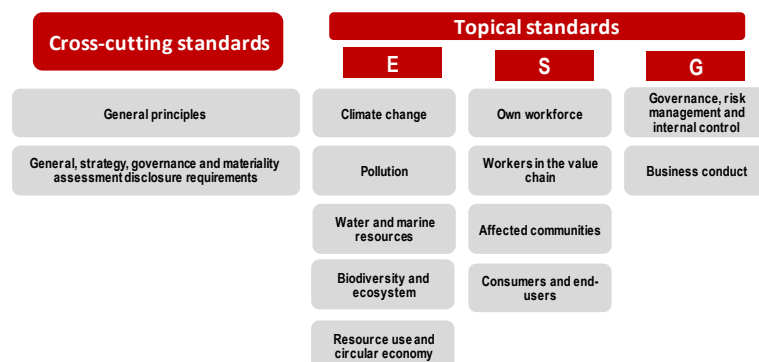 Cross-cutting standards
Topical standards
E
S
G
General principles
General, strategy, governance and materiality
assessment disclosure requirements
Climate change
Pollution
Water and marine
resources
Biodiversity and
ecosystem
Resource use and
circular economy
Own workforce
Workers in the value
chain
Affected communities
Consumers and end-
users
Governance, risk
management and
internal control
Business conduct